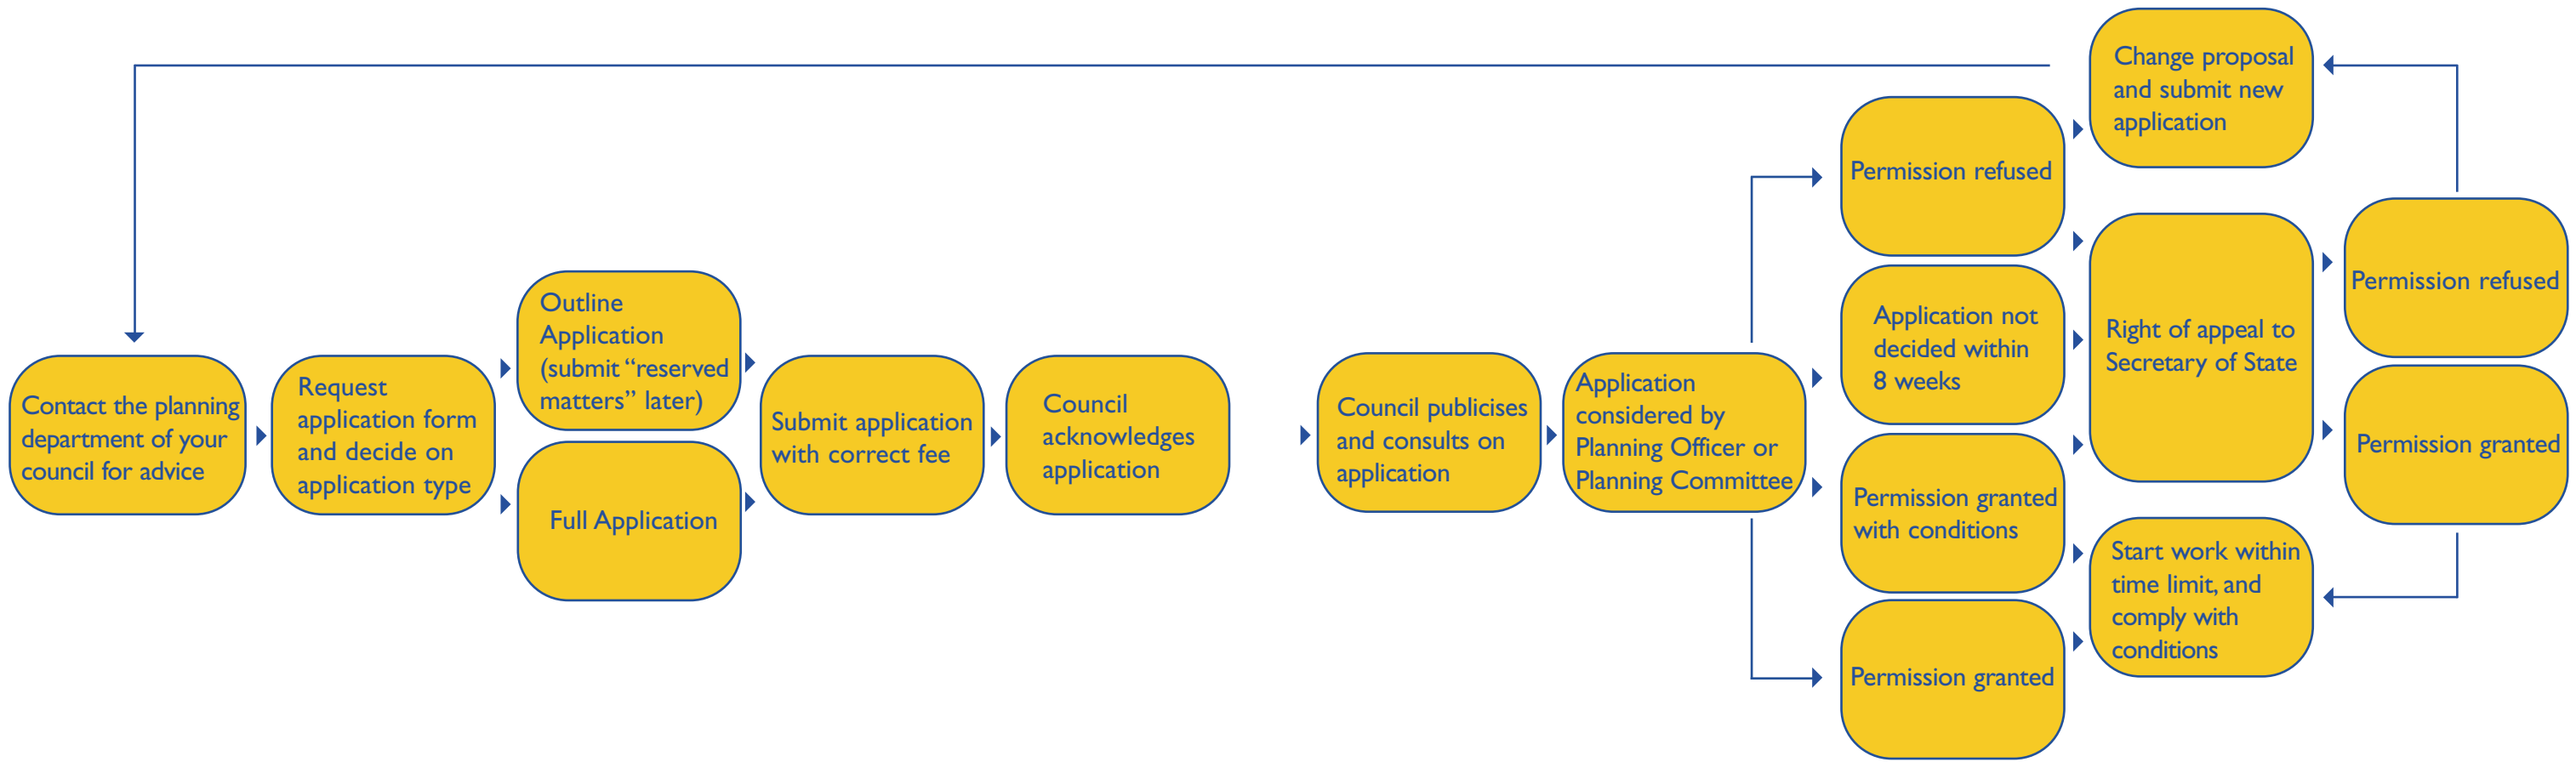 Contact the planning
department of your
council for advice
Request
application form
and decide on
application type
Outline
Application
(submit “reserved
matters” later)
Full Application
Submit application
with correct fee
Council
acknowledges
application
Council publicises
and consults on
application
Application
considered by
Planning Officer or
Planning Committee
Permission refused
Application not
decided within
8 weeks
Permission granted
with conditions
Permission granted
Change proposal
and submit new
application
Right of appeal to
Secretary of State
Start work within
time limit, and
comply with
conditions
Permission refused
Permission granted